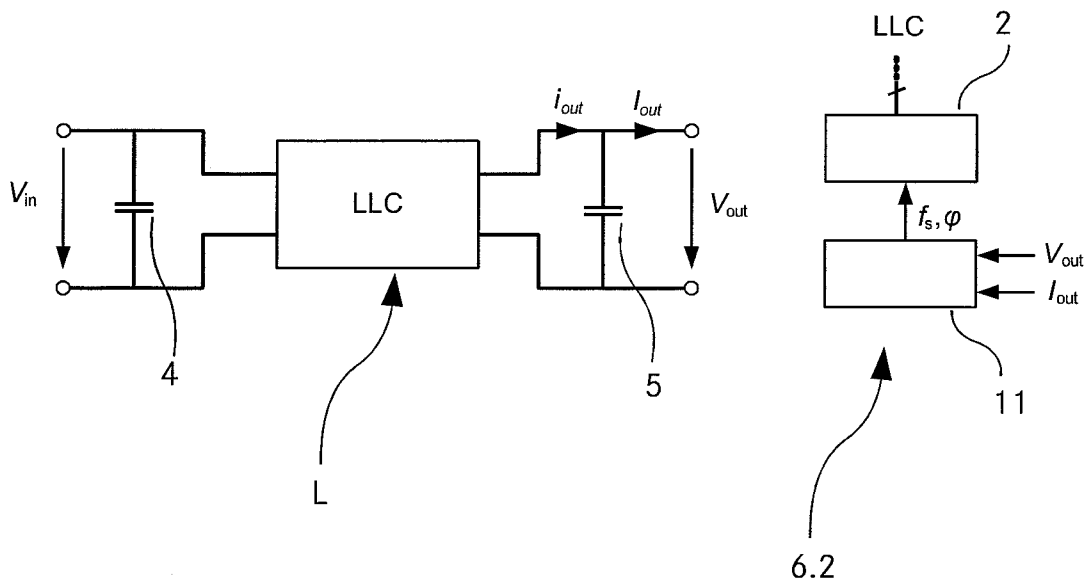 LLC
2
i_out
I_out
V_in
LLC
V_out
f_s, φ
V_out
I_out
4
5
11
L
6.2